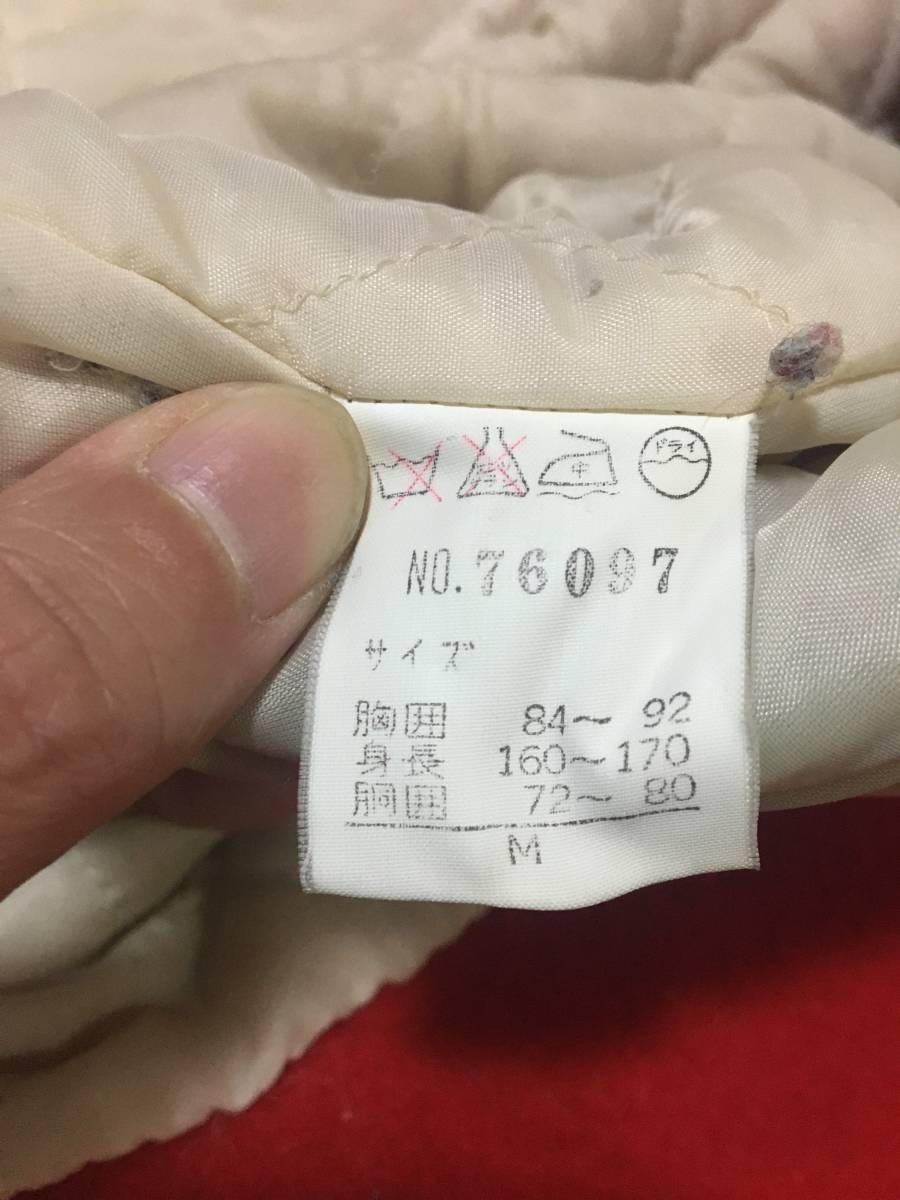 中 ドライ
NO.76097
サイズ
胸囲 84～ 92
身長 160～170
胴囲 72～ 80
M